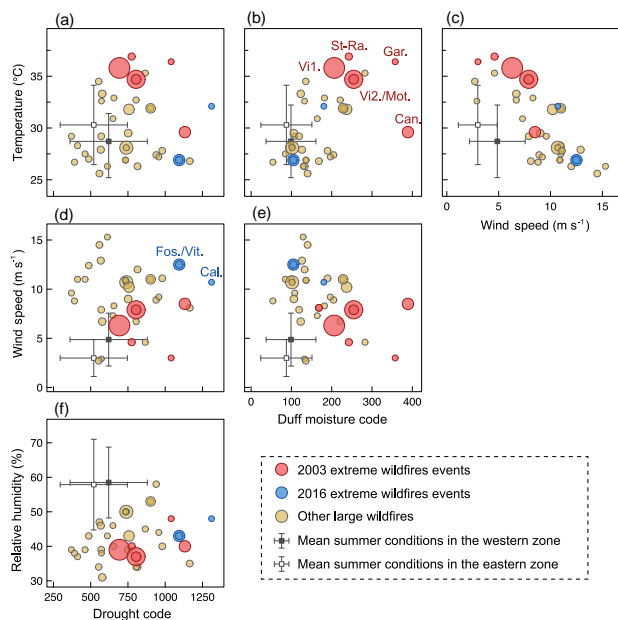 (a) (b) (c)
St-Ra. Gar.
Vi1.
Vi2./Mot.
Can.
Temperature (°C)
35
30
25
0 5 10 15
Wind speed (m s⁻¹)
(d) (e)
Fos./Vit.
Cal.
Wind speed (m s⁻¹)
15
10
5
0
0 100 200 300 400
Duff moisture code
(f)
Relative humidity (%)
70
60
50
40
30
250 500 750 1000 1250
Drought code
2003 extreme wildfires events
2016 extreme wildfires events
Other large wildfires
Mean summer conditions in the western zone
Mean summer conditions in the eastern zone